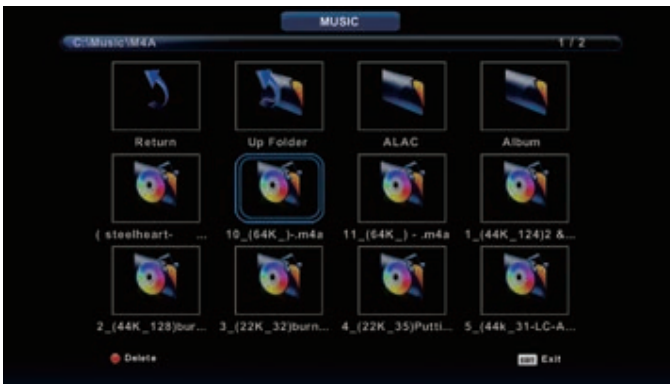 MUSIC
C:\Music\M4A 1 / 2
Return Up Folder ALAC Album
( steelheart- ... 10_(64K_)-.m4a 11_(64K_) - .m4a 1_(44K_124)2 &...
2_(44K_128)bur... 3_(22K_32)burn... 4_(22K_35)Putti... 5_(44k_31-LC-A...
Delete EXIT Exit